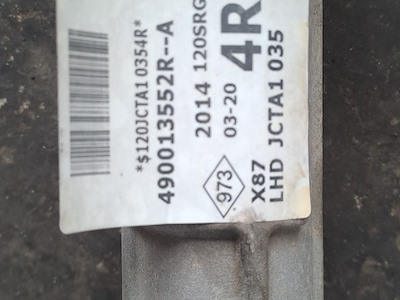 *$120JCTA1 0354R*
490013552R--A
2014 120SRG
03-20 4R
973 X87
LHD JCTA1 035